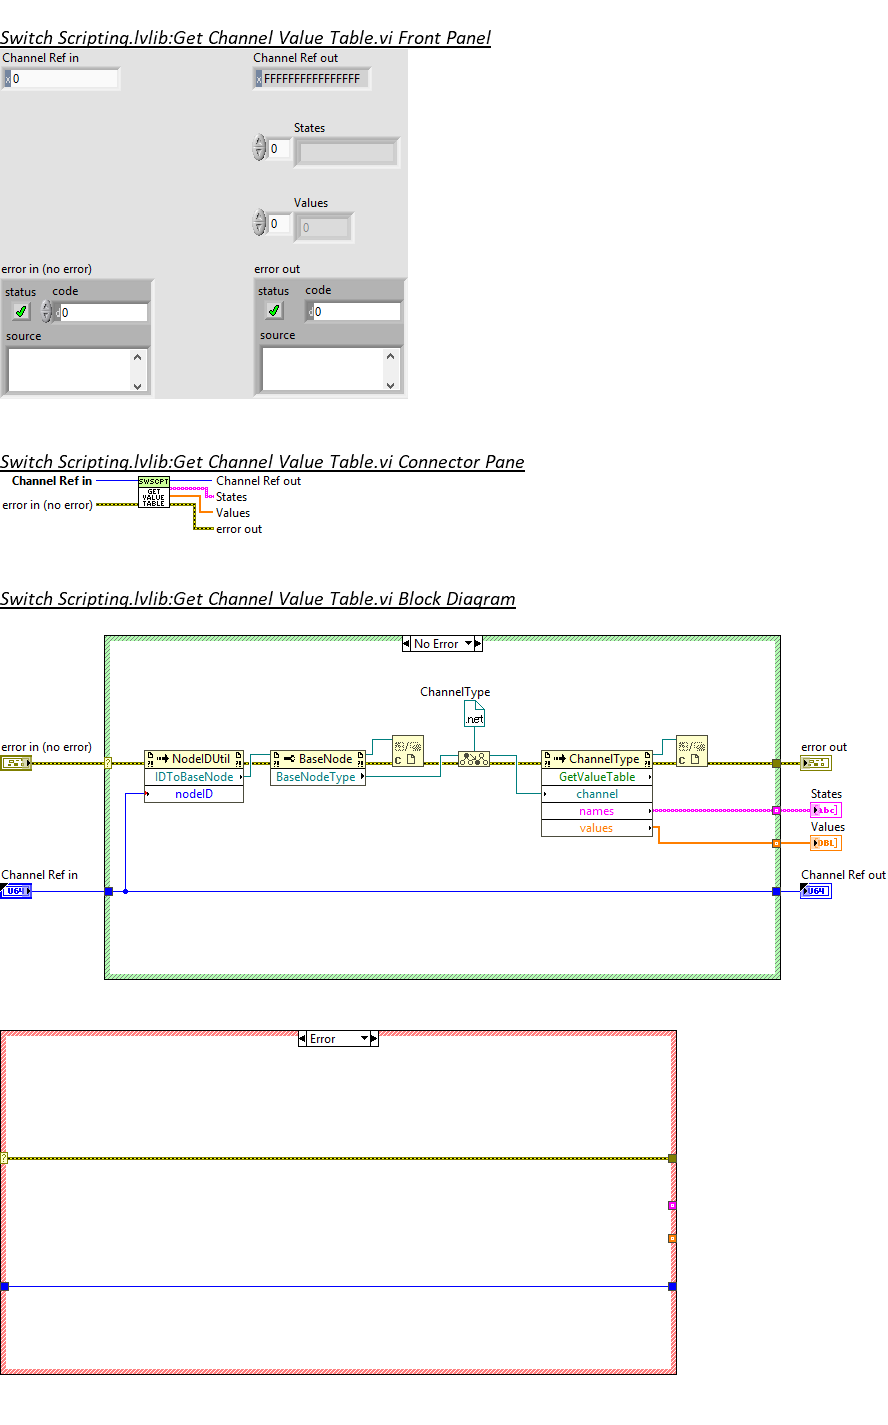 Switch Scripting.lvlib:Get Channel Value Table.vi Front Panel
Channel Ref in
Channel Ref out
x 0
x FFFFFFFFFFFFFFFF
States
0
Values
0
0
error in (no error)
error out
status code
status code
d 0
d 0
source
source
Switch Scripting.lvlib:Get Channel Value Table.vi Connector Pane
Channel Ref in
SWSCPT
Channel Ref out
GET
VALUE
TABLE
States
error in (no error)
Values
error out
Switch Scripting.lvlib:Get Channel Value Table.vi Block Diagram
No Error
ChannelType
.net
error in (no error)
error out
?
NodeIDUtil
BaseNode
C
ChannelType
C
IDToBaseNode
BaseNodeType
GetValueTable
nodeID
channel
States
names
abc
Values
values
DBL
Channel Ref in
Channel Ref out
U64
U64
Error
?